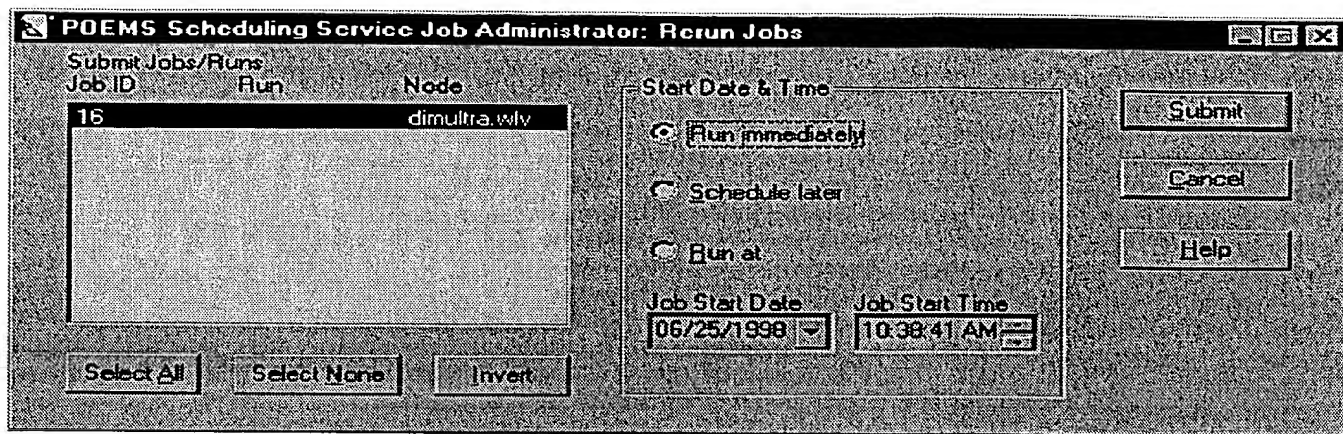 POEMS Scheduling Service Job Administrator: Rerun Jobs
Submit Jobs/Runs
Job ID Run Node
16 dimultra.wlv
Select All Select None Invert
Start Date & Time
Run immediately
Schedule later
Run at
Job Start Date Job Start Time
06/25/1998 10:38:41 AM
Submit
Cancel
Help